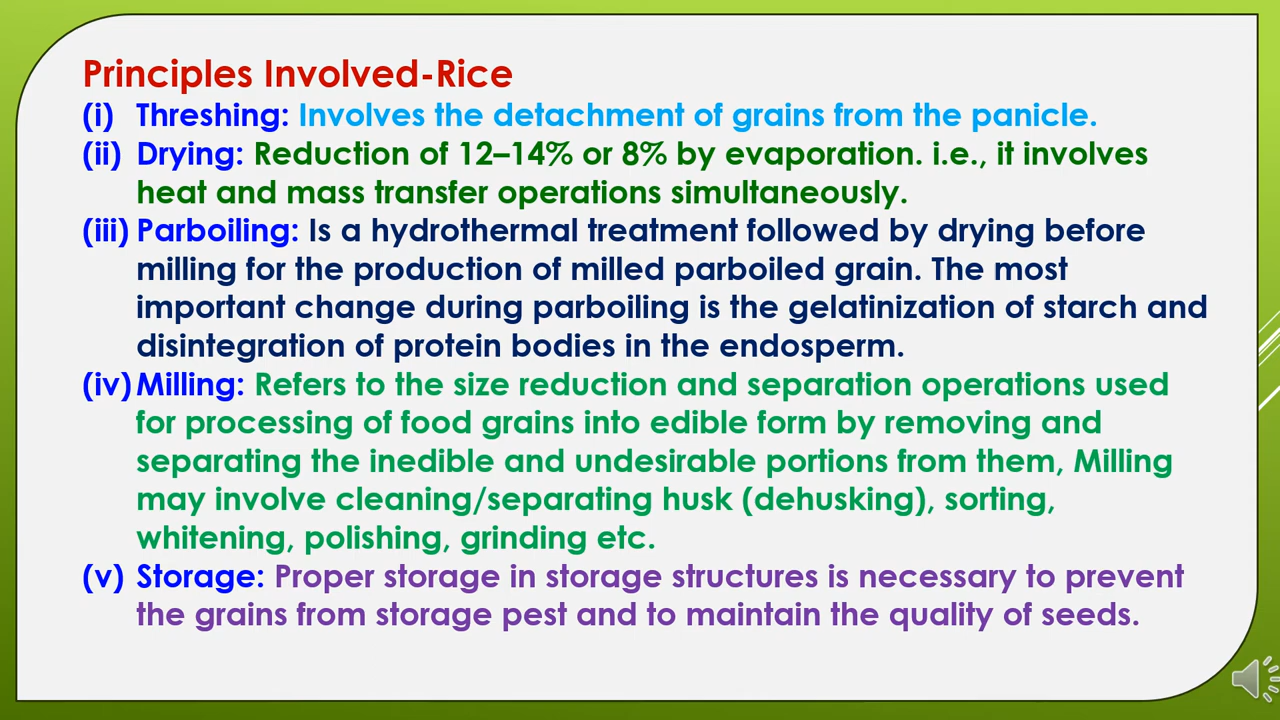 Principles Involved-Rice
(i) Threshing: Involves the detachment of grains from the panicle.
(ii) Drying: Reduction of 12–14% or 8% by evaporation. i.e., it involves
heat and mass transfer operations simultaneously.
(iii) Parboiling: Is a hydrothermal treatment followed by drying before
milling for the production of milled parboiled grain. The most
important change during parboiling is the gelatinization of starch and
disintegration of protein bodies in the endosperm.
(iv) Milling: Refers to the size reduction and separation operations used
for processing of food grains into edible form by removing and
separating the inedible and undesirable portions from them, Milling
may involve cleaning/separating husk (dehusking), sorting,
whitening, polishing, grinding etc.
(v) Storage: Proper storage in storage structures is necessary to prevent
the grains from storage pest and to maintain the quality of seeds.